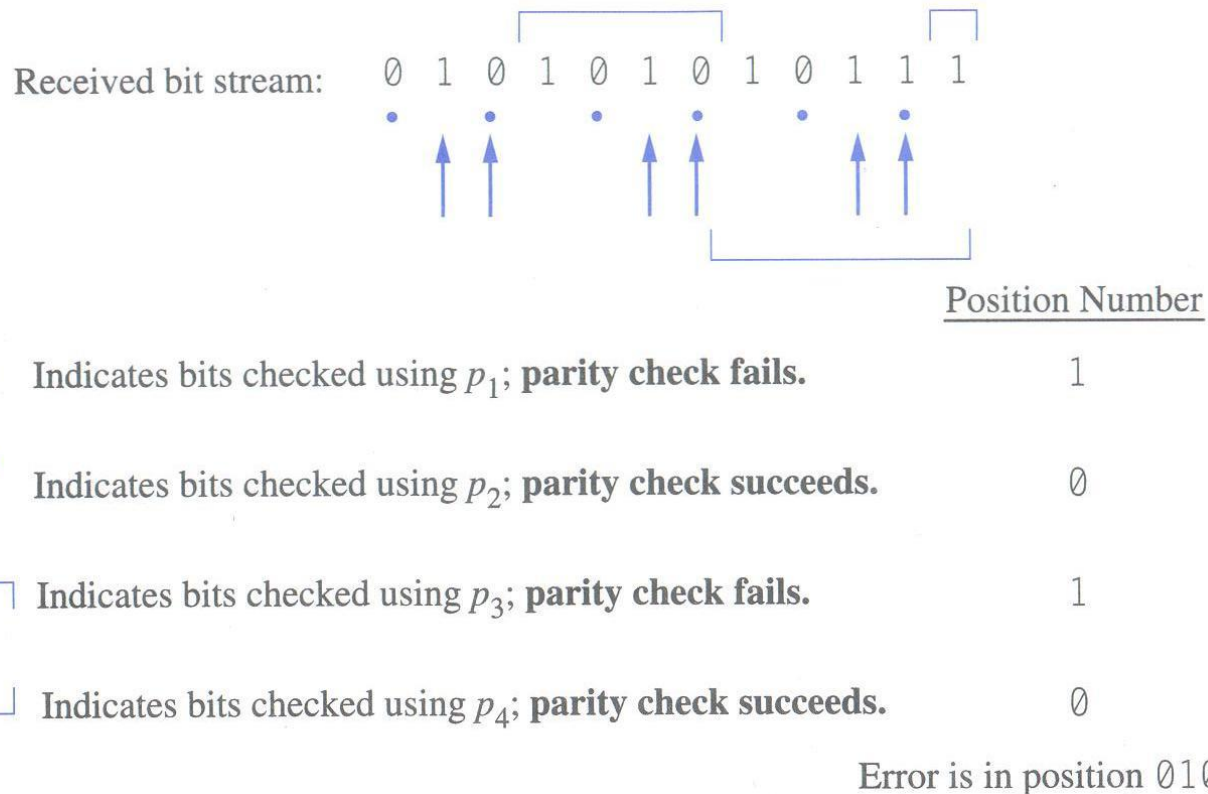 Received bit stream: 0 1 0 1 0 1 0 1 0 1 1 1
Position Number
Indicates bits checked using p₁; parity check fails. 1
Indicates bits checked using p₂; parity check succeeds. 0
Indicates bits checked using p₃; parity check fails. 1
Indicates bits checked using p₄; parity check succeeds. 0
Error is in position